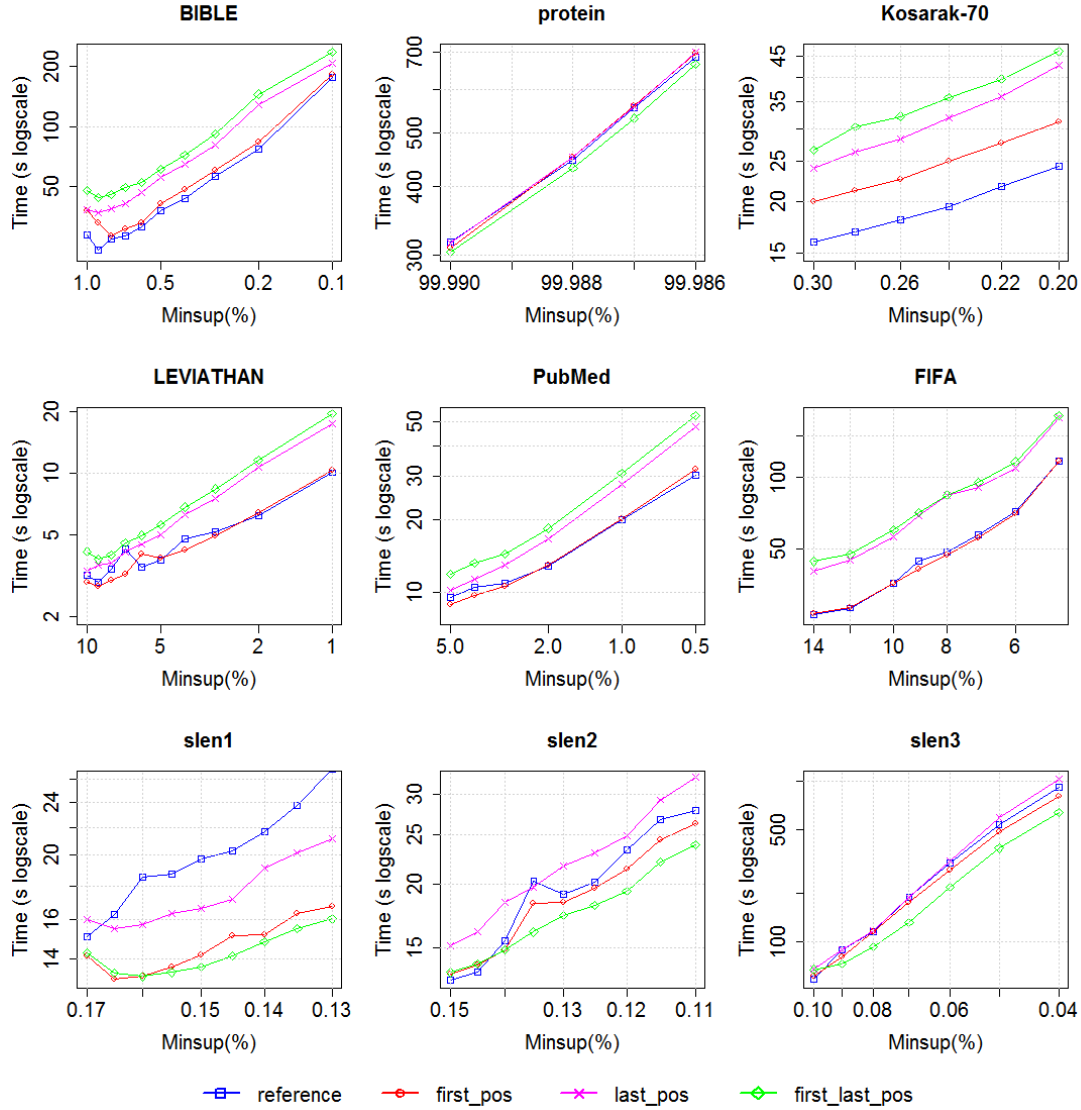 BIBLE
Time (s logscale)
200
100
50
1.0 0.5 0.2 0.1
Minsup(%)
protein
Time (s logscale)
700
500
400
300
99.990 99.988 99.986
Minsup(%)
Kosarak-70
Time (s logscale)
45
35
25
20
15
0.30 0.26 0.22 0.20
Minsup(%)
LEVIATHAN
Time (s logscale)
20
10
5
2
10 5 2 1
Minsup(%)
PubMed
Time (s logscale)
50
30
20
10
5.0 2.0 1.0 0.5
Minsup(%)
FIFA
Time (s logscale)
100
50
14 10 8 6
Minsup(%)
slen1
Time (s logscale)
24
20
16
14
0.17 0.15 0.14 0.13
Minsup(%)
slen2
Time (s logscale)
30
25
20
15
0.15 0.13 0.12 0.11
Minsup(%)
slen3
Time (s logscale)
500
100
0.10 0.08 0.06 0.04
Minsup(%)
reference first_pos last_pos first_last_pos